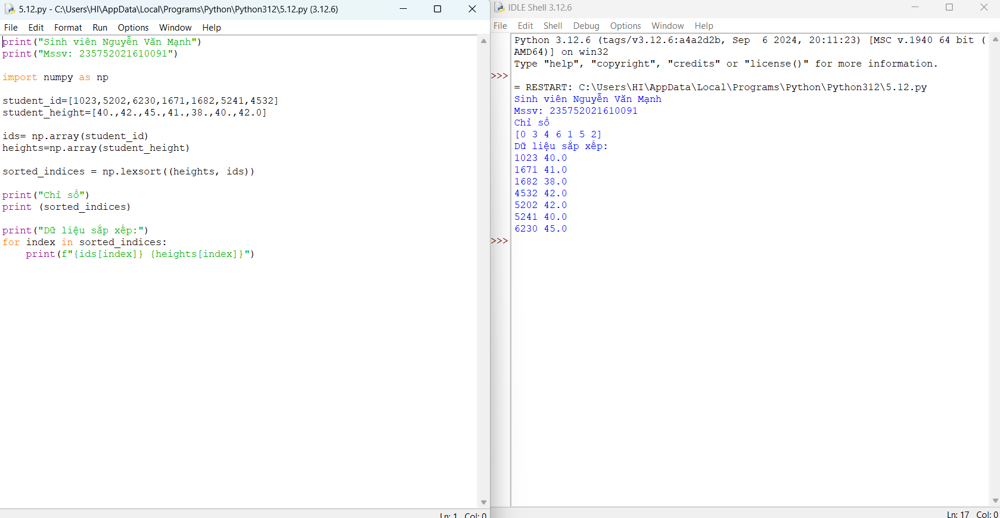 5.12.py - C:\Users\HI\AppData\Local\Programs\Python\Python312\5.12.py (3.12.6)
File Edit Format Run Options Window Help
print("Sinh viên Nguyễn Văn Mạnh")
print("Mssv: 235752021610091")
import numpy as np
student_id=[1023,5202,6230,1671,1682,5241,4532]
student_height=[40.,42.,45.,41.,38.,40.,42.0]
ids= np.array(student_id)
heights=np.array(student_height)
sorted_indices = np.lexsort((heights, ids))
print("Chỉ số")
print (sorted_indices)
print("Dữ liệu sắp xếp:")
for index in sorted_indices:
    print(f"{ids[index]} {heights[index]}")
Ln: 1 Col: 0
IDLE Shell 3.12.6
File Edit Shell Debug Options Window Help
Python 3.12.6 (tags/v3.12.6:a4a2d2b, Sep  6 2024, 20:11:23) [MSC v.1940 64 bit (
AMD64)] on win32
Type "help", "copyright", "credits" or "license()" for more information.
>>>
= RESTART: C:\Users\HI\AppData\Local\Programs\Python\Python312\5.12.py
Sinh viên Nguyễn Văn Mạnh
Mssv: 235752021610091
Chỉ số
[0 3 4 6 1 5 2]
Dữ liệu sắp xếp:
1023 40.0
1671 41.0
1682 38.0
4532 42.0
5202 42.0
5241 40.0
6230 45.0
>>>
Ln: 17 Col: 0